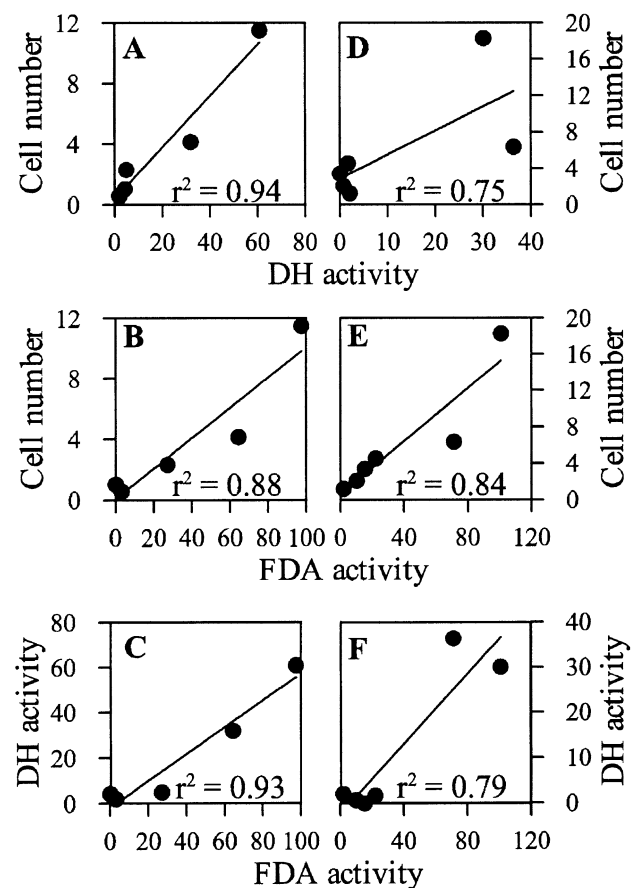 A
Cell number
12
8
4
0
r² = 0.94
0 20 40 60 80
DH activity
D
20
16
12
8
4
0
Cell number
r² = 0.75
0 10 20 30 40
B
Cell number
12
8
4
0
r² = 0.88
0 20 40 60 80 100
FDA activity
E
20
16
12
8
4
0
Cell number
r² = 0.84
0 40 80 120
C
DH activity
80
60
40
20
0
r² = 0.93
0 20 40 60 80 100
FDA activity
F
40
30
20
10
0
DH activity
r² = 0.79
0 40 80 120